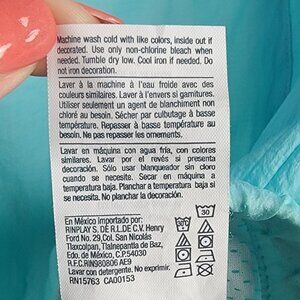 Machine wash cold with like colors, inside out if
decorated. Use only non-chlorine bleach when
needed. Tumble dry low. Cool iron if needed. Do
not iron decoration.
Laver à la machine à l'eau froide avec des
couleurs similaires. Laver à l'envers si garnitures.
Utiliser seulement un agent de blanchiment non
chloré au besoin. Sécher par culbutage à basse
température. Repasser à basse température au
besoin. Ne repasser pas les ornements.
Lavar en máquina con agua fría, con colores
similares. Lavar por el revés si presenta
decoración. Sólo usar blanqueador sin cloro
cuando se necesite. Secar en máquina a
temperatura baja. Planchar a temperatura baja si
se necesita. No planchar la decoración.
En México importado por:
RINPLAY S. DE R.L.DE C.V. Henry
Ford No. 29,Col. San Nicolás
Tlaxcolpan, Tlalnepantla de Baz,
Edo. de México, C.P.54030
R.F.C.RIN980806 AE9
Lavar con detergente. No exprimir.
RN15763 CA00153
30